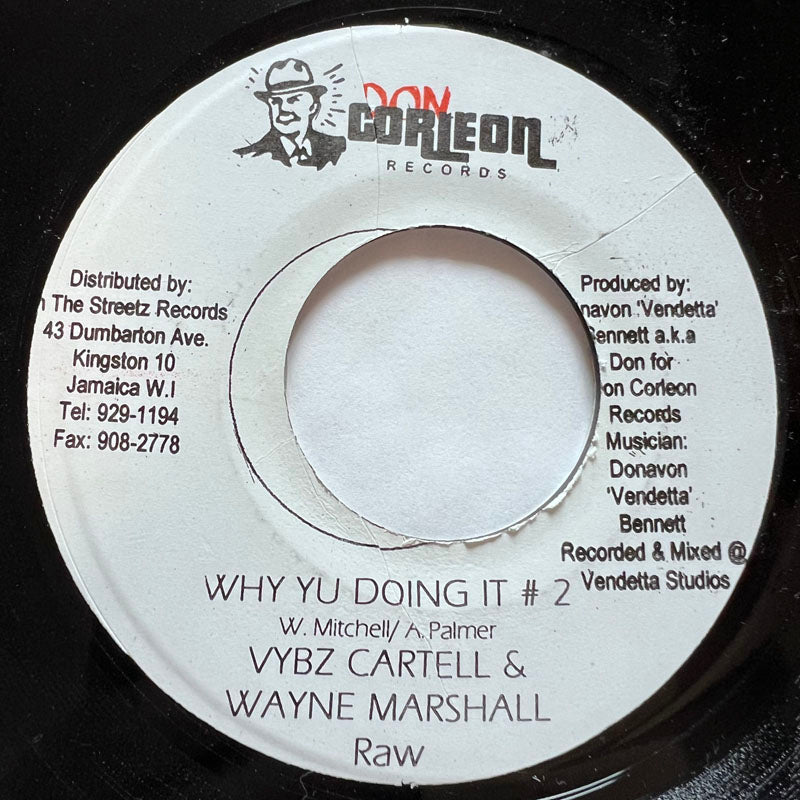 DON
CORLEON
RECORDS
Distributed by:
The Streetz Records
43 Dumbarton Ave.
Kingston 10
Jamaica W.I
Tel: 929-1194
Fax: 908-2778
Produced by:
navon 'Vendetta'
Bennett a.k.a
Don for
on Corleon
Records
Musician:
Donavon
'Vendetta'
Bennett
Recorded & Mixed @
Vendetta Studios
WHY YU DOING IT # 2
W. Mitchell/ A. Palmer
VYBZ CARTELL &
WAYNE MARSHALL
Raw